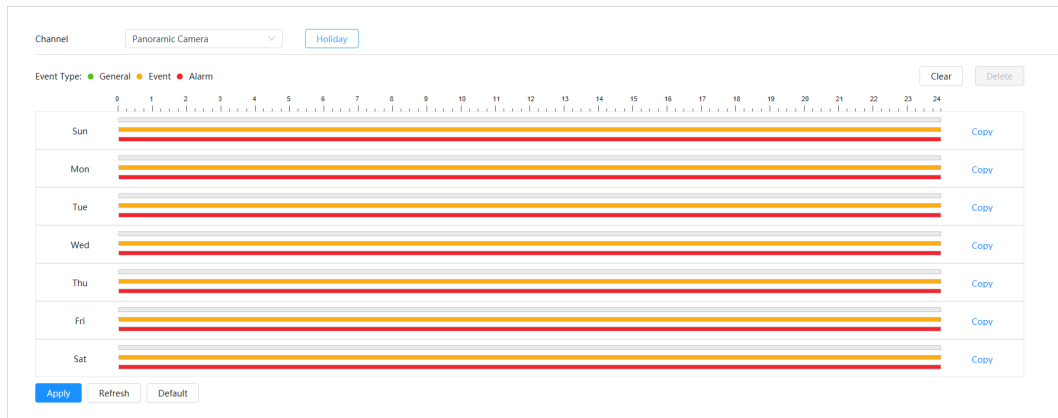 Channel Panoramic Camera Holiday
Event Type: General Event Alarm Clear Delete
0 1 2 3 4 5 6 7 8 9 10 11 12 13 14 15 16 17 18 19 20 21 22 23 24
Sun Copy
Mon Copy
Tue Copy
Wed Copy
Thu Copy
Fri Copy
Sat Copy
Apply Refresh Default